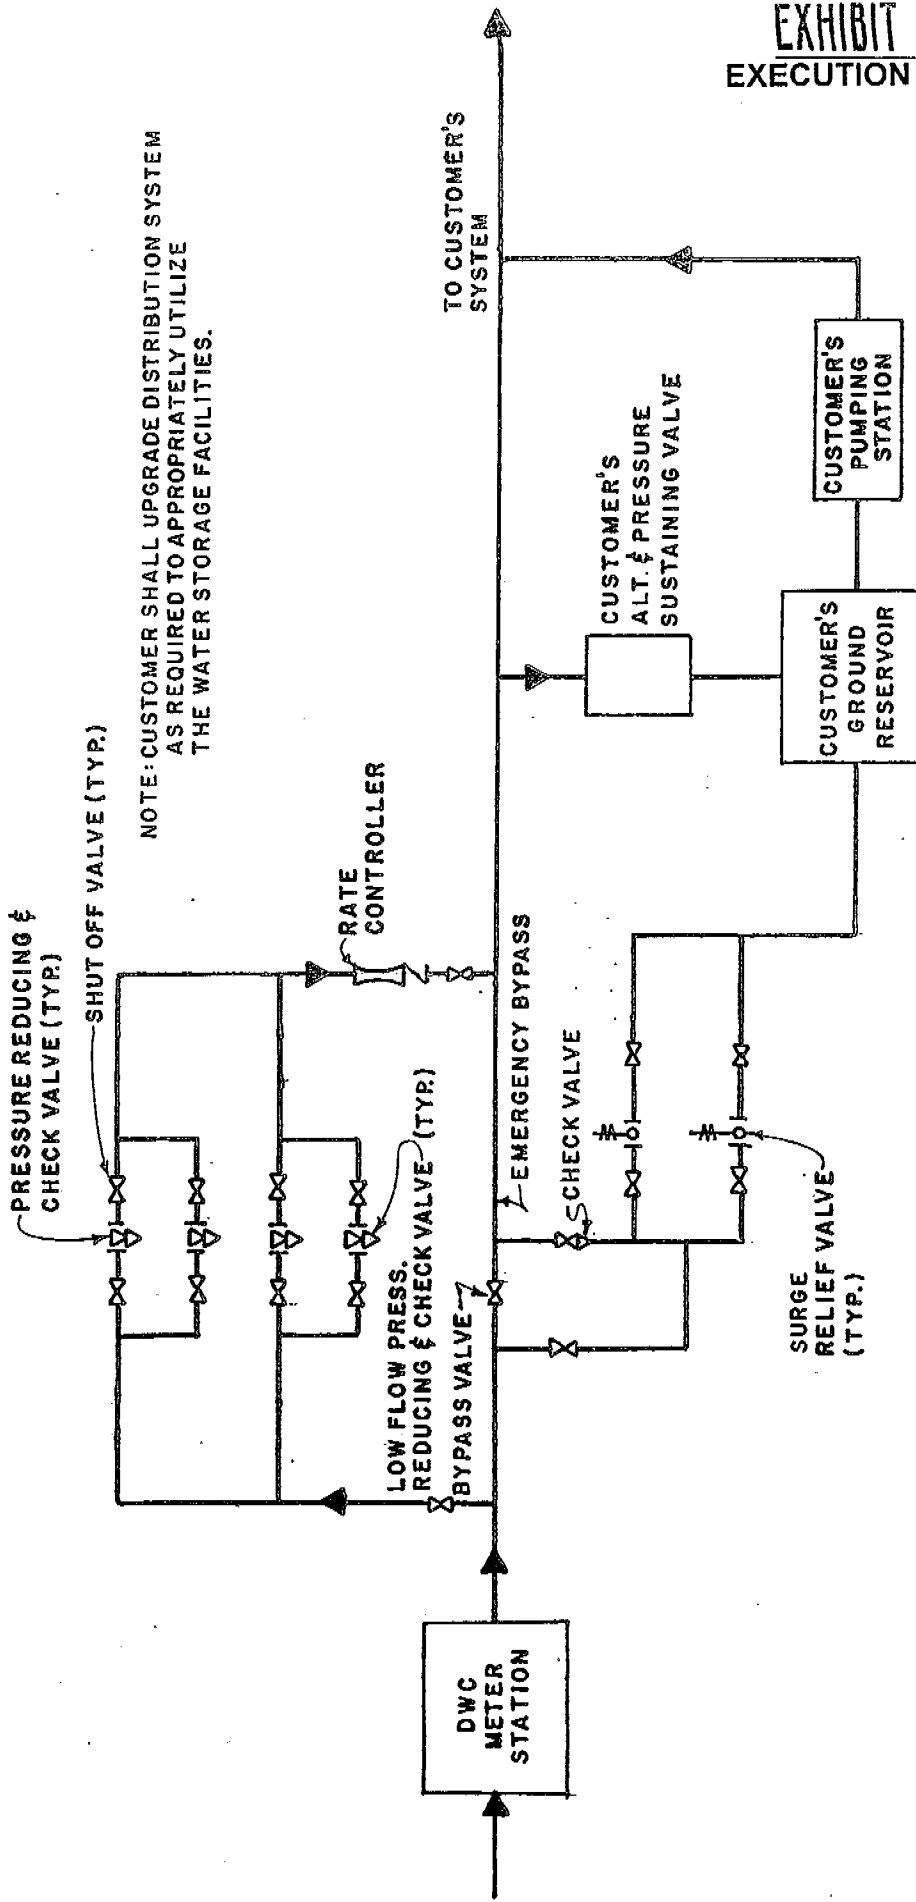 EXHIBIT
EXECUTION
PRESSURE REDUCING &
CHECK VALVE (TYP.)
SHUT OFF VALVE (TYP.)
NOTE: CUSTOMER SHALL UPGRADE DISTRIBUTION SYSTEM
AS REQUIRED TO APPROPRIATELY UTILIZE
THE WATER STORAGE FACILITIES.
RATE
CONTROLLER
LOW FLOW PRESS.
REDUCING & CHECK VALVE (TYP.)
BYPASS VALVE
EMERGENCY BYPASS
CHECK VALVE
TO CUSTOMER'S
SYSTEM
DWC
METER
STATION
SURGE
RELIEF VALVE
(TYP.)
CUSTOMER'S
ALT. & PRESSURE
SUSTAINING VALVE
CUSTOMER'S
GROUND
RESERVOIR
CUSTOMER'S
PUMPING
STATION